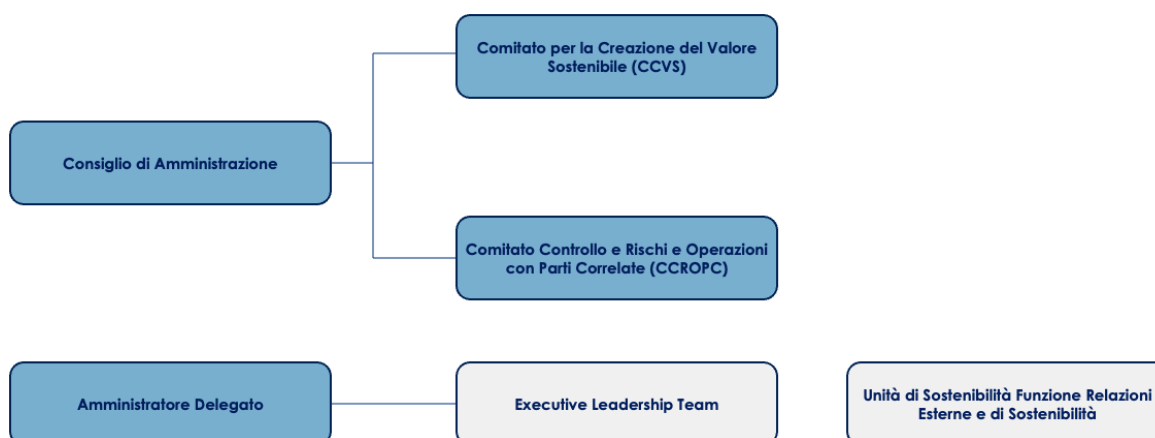 Comitato per la Creazione del Valore
Sostenibile (CCVS)
Consiglio di Amministrazione
Comitato Controllo e Rischi e Operazioni
con Parti Correlate (CCROPC)
Amministratore Delegato
Executive Leadership Team
Unità di Sostenibilità Funzione Relazioni
Esterne e di Sostenibilità